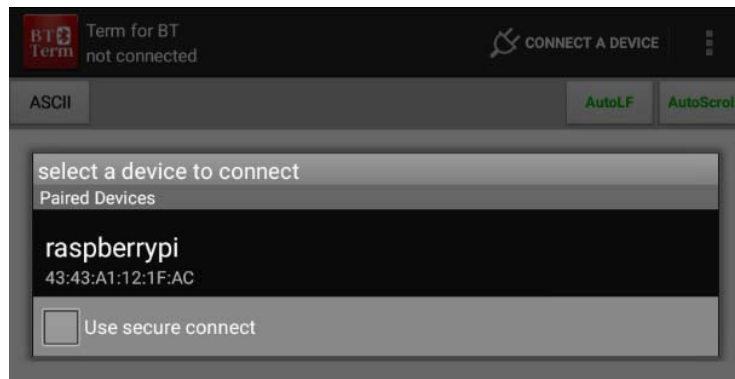 BT
Term
Term for BT
not connected
CONNECT A DEVICE
ASCII
AutoLF
AutoScrol
select a device to connect
Paired Devices
raspberrypi
43:43:A1:12:1F:AC
Use secure connect